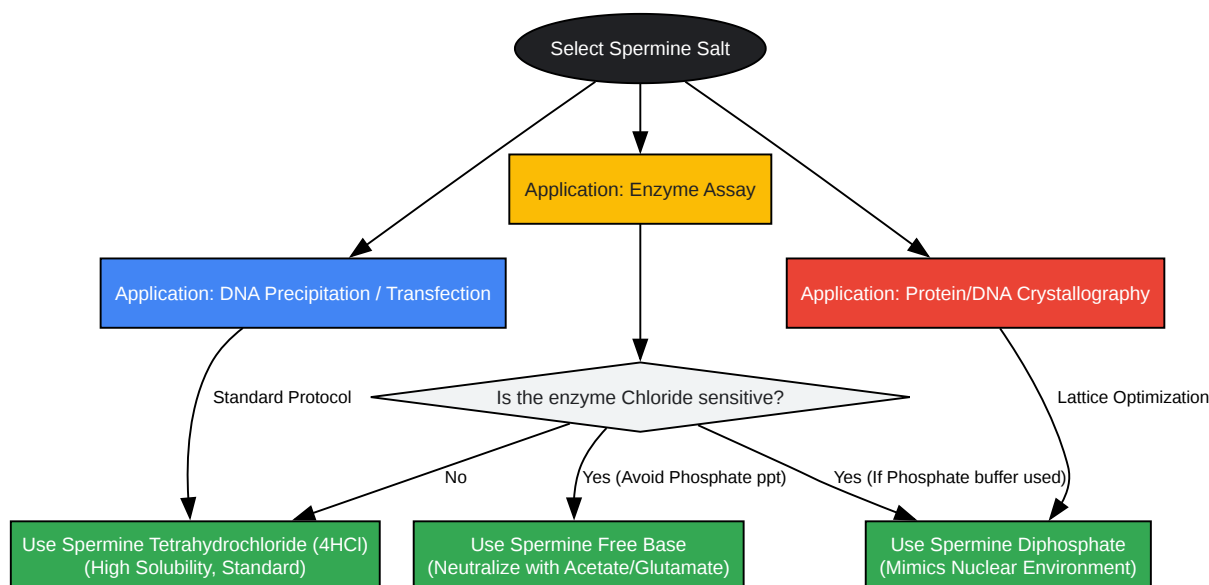 Select Spermine Salt
Application: Enzyme Assay
Application: DNA Precipitation / Transfection
Application: Protein/DNA Crystallography
Standard Protocol
Is the enzyme Chloride sensitive?
Lattice Optimization
No
Yes (Avoid Phosphate ppt)
Yes (If Phosphate buffer used)
Use Spermine Tetrahydrochloride (4HCl)
(High Solubility, Standard)
Use Spermine Free Base
(Neutralize with Acetate/Glutamate)
Use Spermine Diphosphate
(Mimics Nuclear Environment)